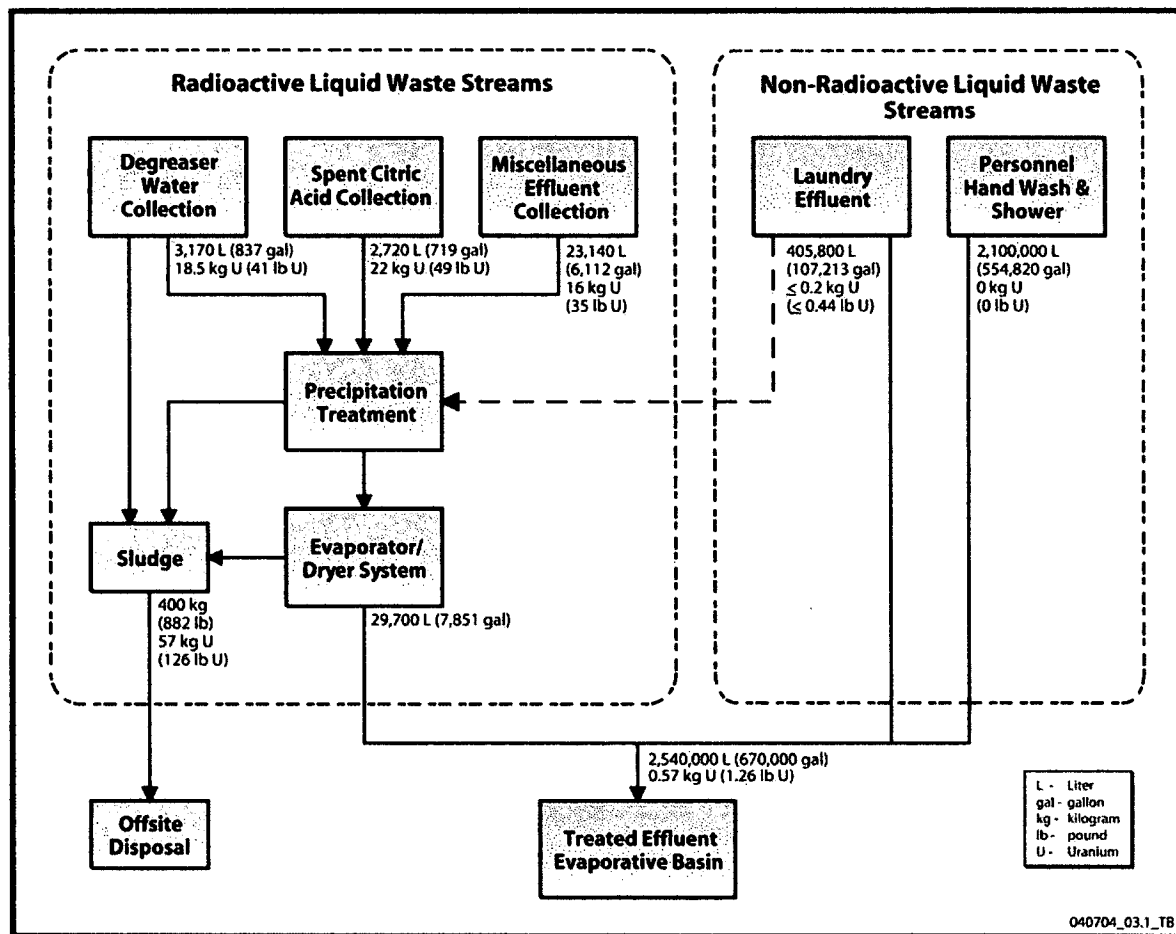 Radioactive Liquid Waste Streams
Non-Radioactive Liquid Waste
Streams
Degreaser
Water
Collection
Spent Citric
Acid Collection
Miscellaneous
Effluent
Collection
Laundry
Effluent
Personnel
Hand Wash &
Shower
3,170 L (837 gal)
18.5 kg U (41 lb U)
2,720 L (719 gal)
22 kg U (49 lb U)
23,140 L
(6,112 gal)
16 kg U
(35 lb U)
405,800 L
(107,213 gal)
≤ 0.2 kg U
(≤ 0.44 lb U)
2,100,000 L
(554,820 gal)
0 kg U
(0 lb U)
Precipitation
Treatment
Sludge
Evaporator/
Dryer System
400 kg
(882 lb)
57 kg U
(126 lb U)
29,700 L (7,851 gal)
2,540,000 L (670,000 gal)
0.57 kg U (1.26 lb U)
Offsite
Disposal
Treated Effluent
Evaporative Basin
L - Liter
gal - gallon
kg - kilogram
lb - pound
U - Uranium
040704_03.1_TB